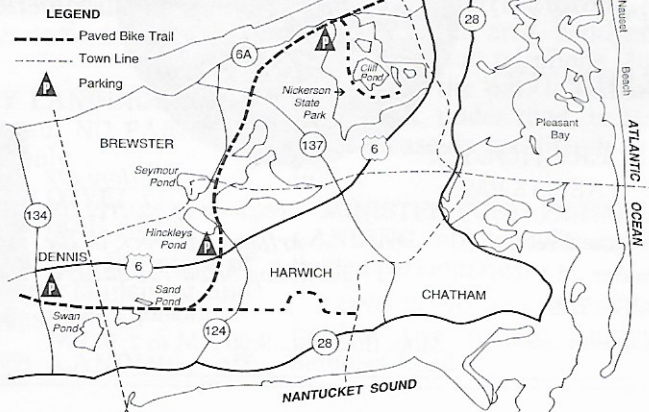 LEGEND
Paved Bike Trail
Town Line
P
Parking
28
6A
P
Cliff
Pond
Nickerson
State
Park
Nauset
Beach
Pleasant
Bay
ATLANTIC
OCEAN
BREWSTER
137
6
Seymour
Pond
134
Hinckleys
Pond
P
DENNIS
6
P
HARWICH
CHATHAM
Sand
Pond
Swan
Pond
124
28
NANTUCKET SOUND